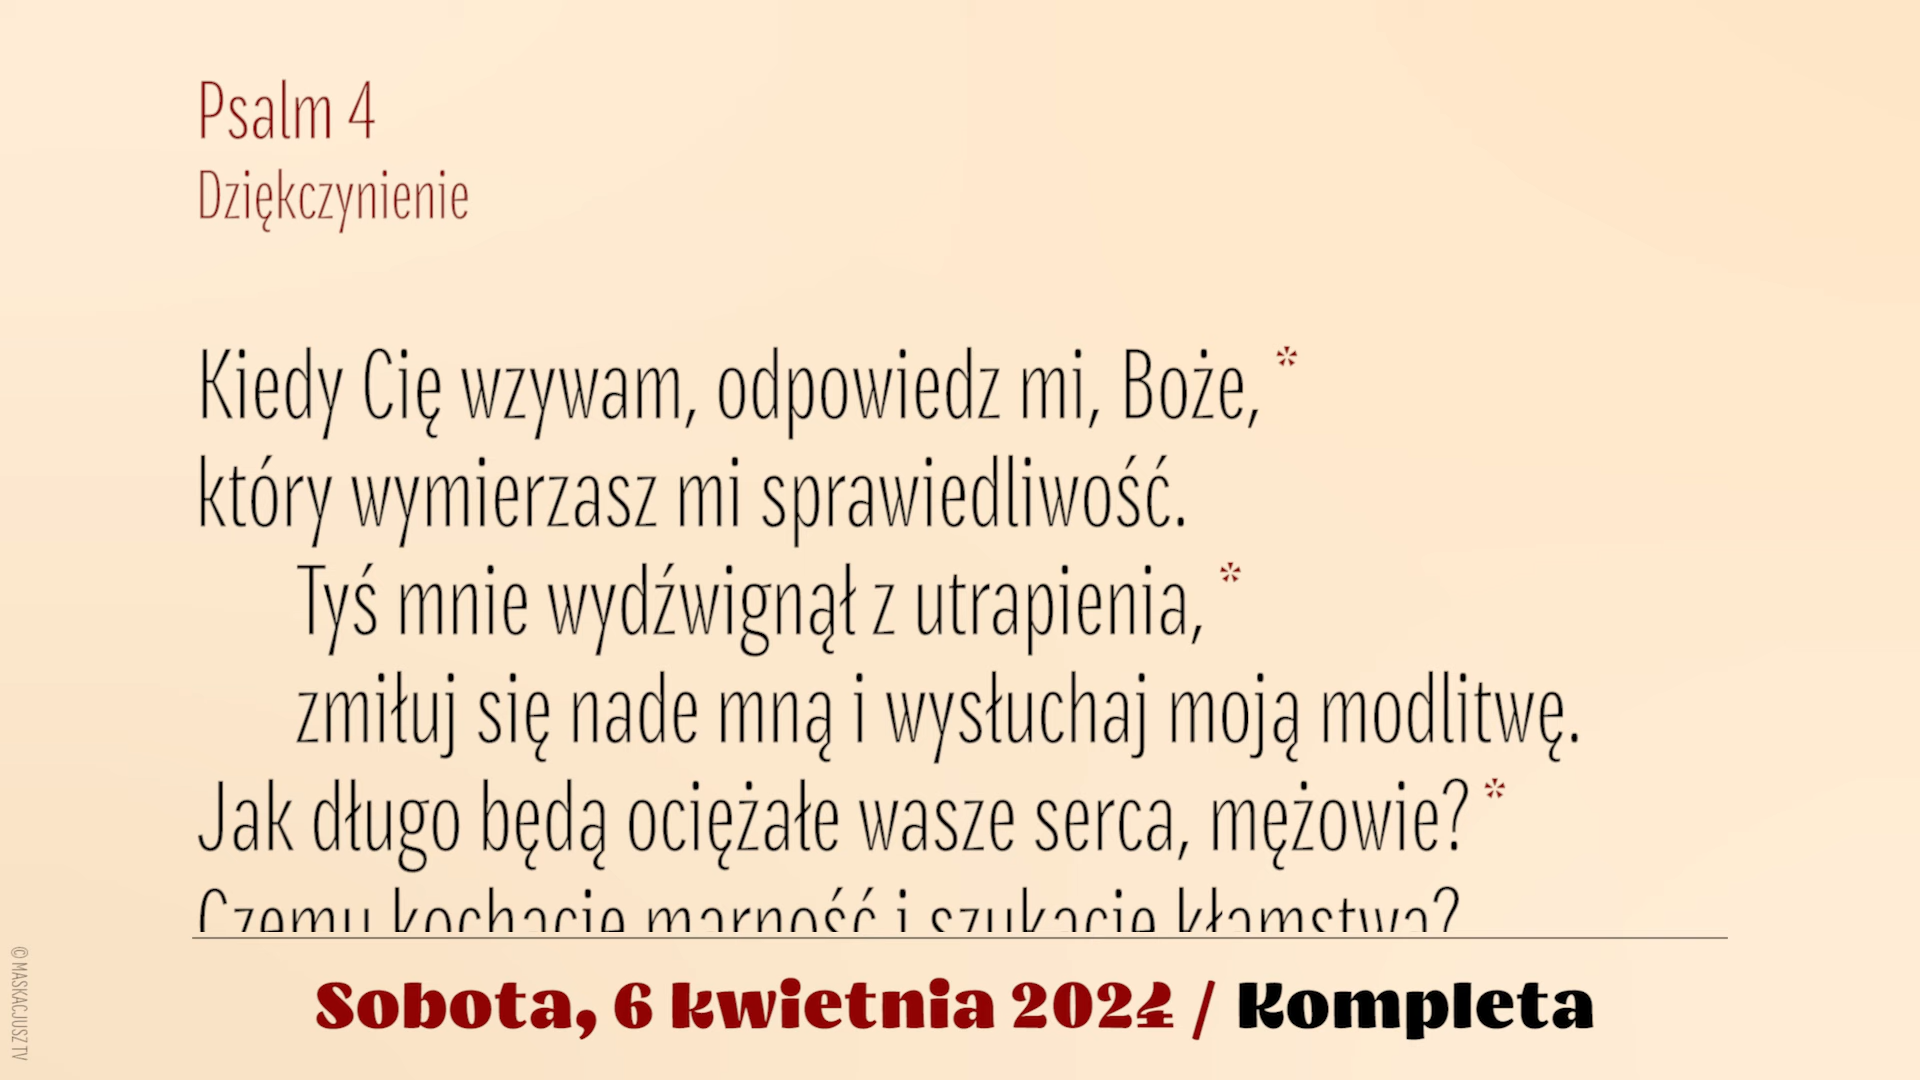 Psalm 4
Dziękczynienie
Kiedy Cię wzywam, odpowiedz mi, Boże, *
który wymierzasz mi sprawiedliwość.
Tyś mnie wydźwignął z utrapienia, *
zmiłuj się nade mną i wysłuchaj moją modlitwę.
Jak długo będą ociężałe wasze serca, mężowie? *
Czemu kochacie marność i szukacie kłamstwa?
Sobota, 6 kwietnia 2024 / Kompleta
© MASKACJUSZ TV